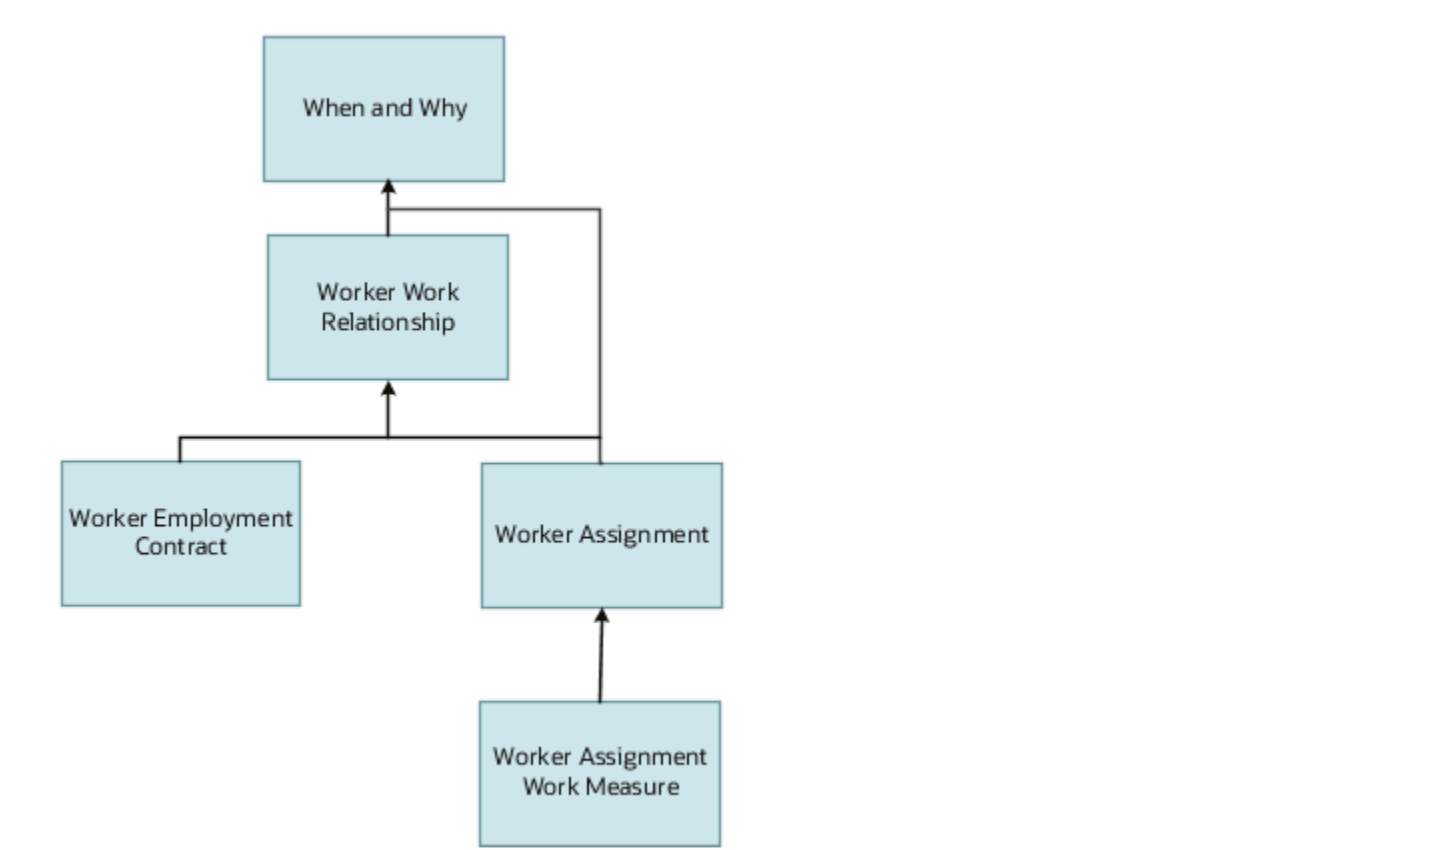 When and Why
Worker Work
Relationship
Worker Employment
Contract
Worker Assignment
Worker Assignment
Work Measure